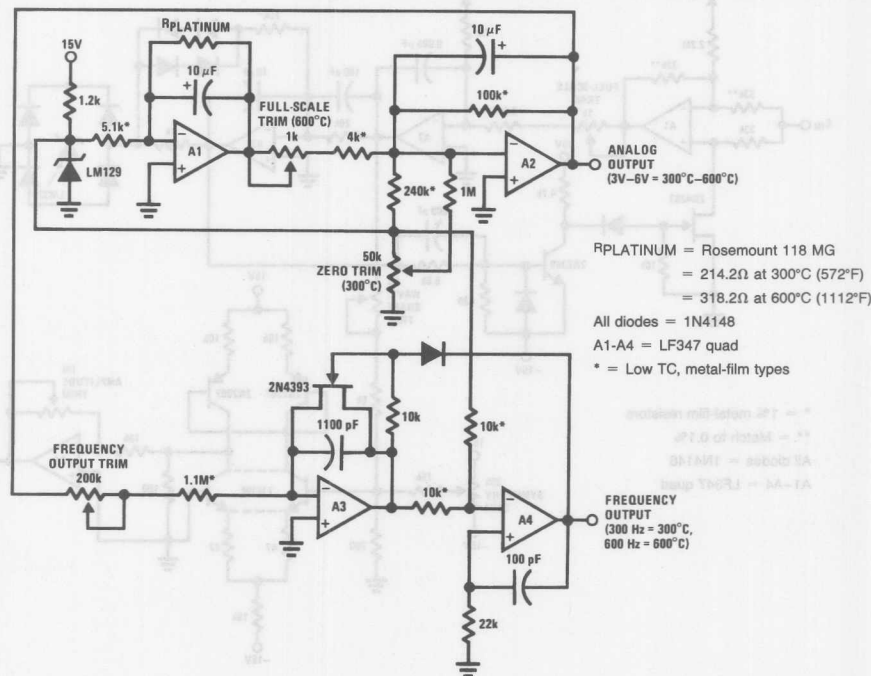 RPLATINUM
15V
10 μF
10 μF
+
+
1.2k
FULL-SCALE
TRIM (600°C)
100k*
5.1k*
1k
4k*
−
+
A1
−
+
A2
ANALOG
OUTPUT
(3V–6V = 300°C–600°C)
LM129
240k*
1M
50k
ZERO TRIM
(300°C)
RPLATINUM = Rosemount 118 MG
= 214.2Ω at 300°C (572°F)
= 318.2Ω at 600°C (1112°F)
All diodes = 1N4148
A1-A4 = LF347 quad
* = Low TC, metal-film types
2N4393
10k
10k*
1100 pF
FREQUENCY
OUTPUT TRIM
200k
1.1M*
−
+
A3
10k*
−
+
A4
FREQUENCY
OUTPUT
(300 Hz = 300°C,
600 Hz = 600°C)
100 pF
22k